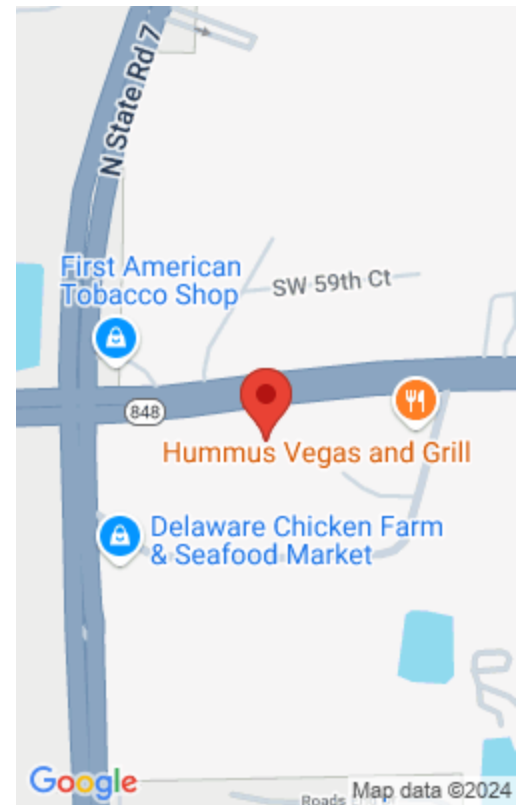 N State Rd 7
First American
Tobacco Shop
SW 59th Ct
848
Hummus Vegas and Grill
Delaware Chicken Farm
& Seafood Market
Google
Roads
Map data ©2024